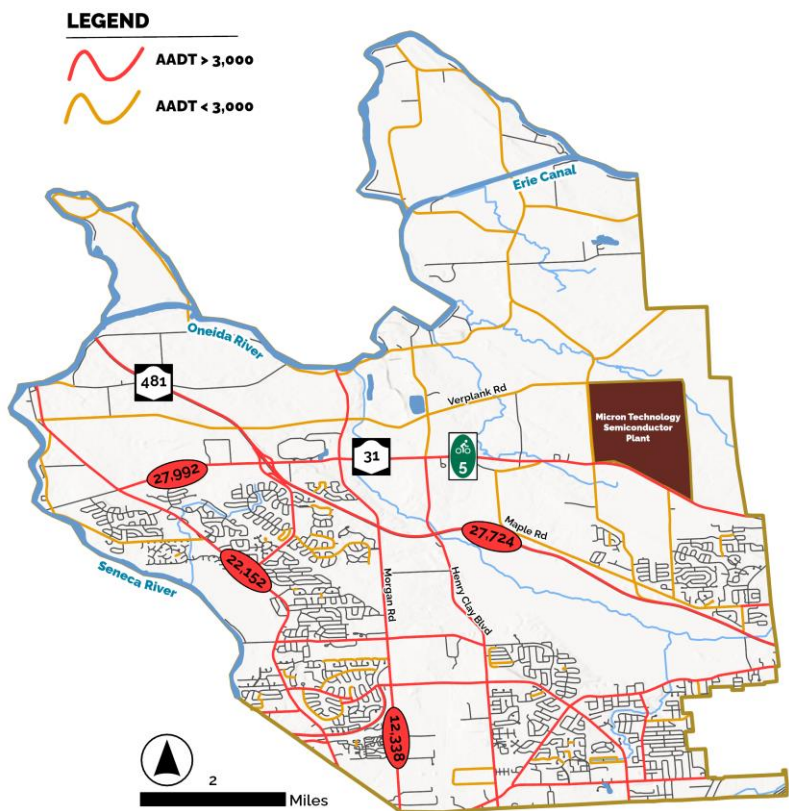 LEGEND
AADT > 3,000
AADT < 3,000
Erie Canal
Oneida River
481
Verplank Rd
Micron Technology
Semiconductor
Plant
31
5
27,992
Maple Rd
27,724
22,152
Seneca River
Morgan Rd
Henry Clay Blvd
12,338
2
Miles